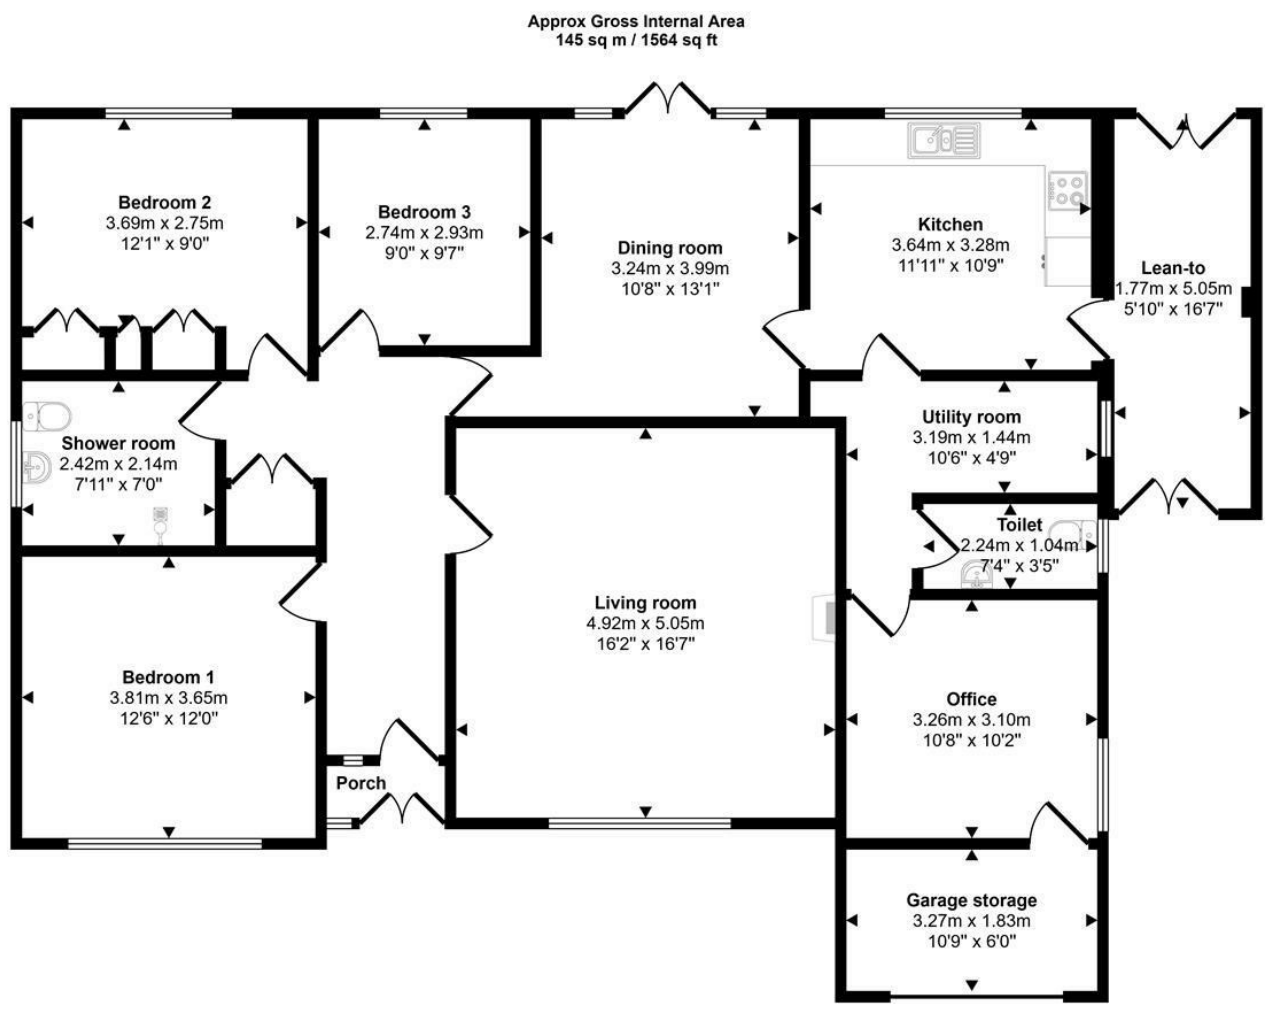 Approx Gross Internal Area
145 sq m / 1564 sq ft
Bedroom 2
3.69m x 2.75m
12'1" x 9'0"
Bedroom 3
2.74m x 2.93m
9'0" x 9'7"
Dining room
3.24m x 3.99m
10'8" x 13'1"
Kitchen
3.64m x 3.28m
11'11" x 10'9"
Lean-to
1.77m x 5.05m
5'10" x 16'7"
Shower room
2.42m x 2.14m
7'11" x 7'0"
Utility room
3.19m x 1.44m
10'6" x 4'9"
Toilet
2.24m x 1.04m
7'4" x 3'5"
Living room
4.92m x 5.05m
16'2" x 16'7"
Bedroom 1
3.81m x 3.65m
12'6" x 12'0"
Office
3.26m x 3.10m
10'8" x 10'2"
Porch
Garage storage
3.27m x 1.83m
10'9" x 6'0"